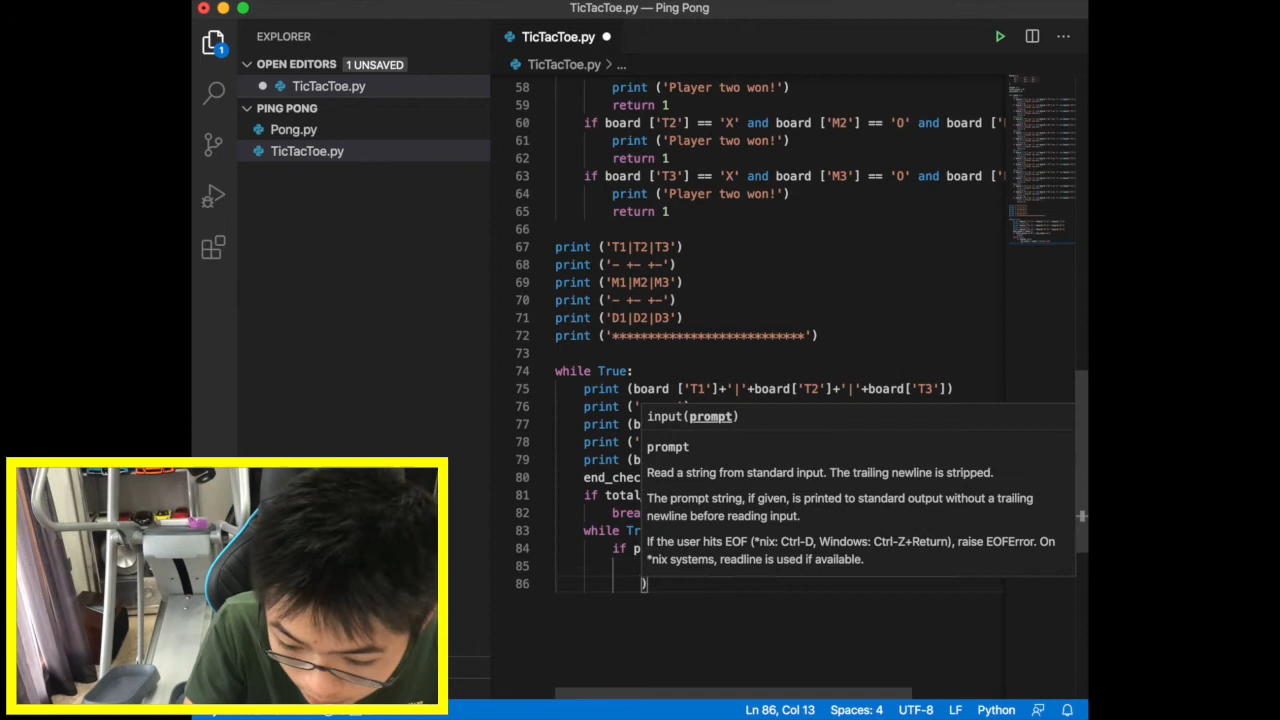 TicTacToe.py — Ping Pong
EXPLORER
TicTacToe.py
OPEN EDITORS 1 UNSAVED
TicTacToe.py > ...
TicTacToe.py
PING PONG
Pong.py
TicTacToe.py
1
58 print ('Player two won!')
59 return 1
60 if board ['T2'] == 'X' and board ['M2'] == 'O' and board ['
61 print ('Player two won!')
62 return 1
63 if board ['T3'] == 'X' and board ['M3'] == 'O' and board ['
64 print ('Player two won!')
65 return 1
66
67 print ('T1|T2|T3')
68 print ('- +- +-')
69 print ('M1|M2|M3')
70 print ('- +- +-')
71 print ('D1|D2|D3')
72 print ('***************************')
73
74 while True:
75 print (board ['T1']+'|'+board['T2']+'|'+board['T3'])
76 print ('
77 print (b
78 print ('
79 print (b
80 end_chec
81 if total
82 brea
83 while Tr
84 if p
85
86 )
input(prompt)
prompt
Read a string from standard input. The trailing newline is stripped.
The prompt string, if given, is printed to standard output without a trailing
newline before reading input.
If the user hits EOF (*nix: Ctrl-D, Windows: Ctrl-Z+Return), raise EOFError. On
*nix systems, readline is used if available.
Ln 86, Col 13 Spaces: 4 UTF-8 LF Python